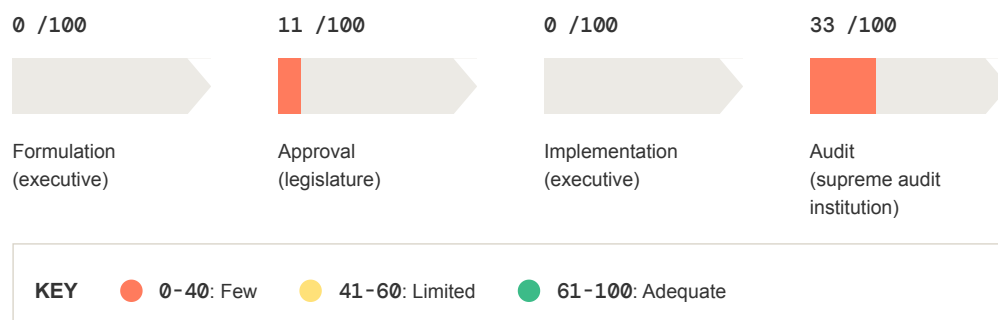 0 /100
11 /100
0 /100
33 /100
Formulation
(executive)
Approval
(legislature)
Implementation
(executive)
Audit
(supreme audit
institution)
KEY
0-40: Few
41-60: Limited
61-100: Adequate